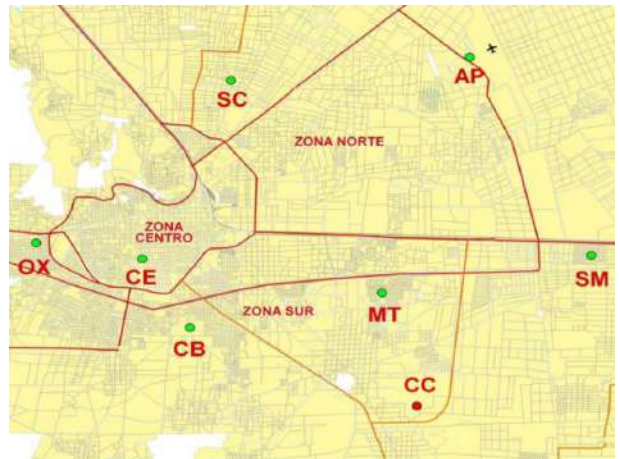 AP
SC
ZONA NORTE
ZONA
CENTRO
OX
CE
SM
ZONA SUR
MT
CB
CC